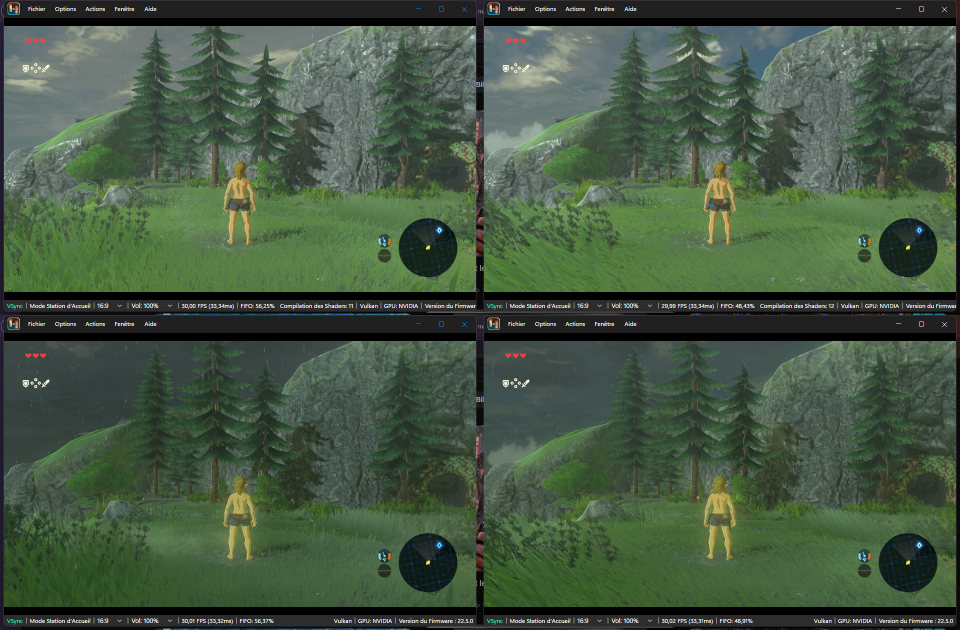 Fichier Options Actions Fenêtre Aide
VSync | Mode Station d'Accueil | 16:9 Vol: 100% | 30,00 FPS (33,34ms) | FIFO: 56,25% Compilation des Shaders: 11 | Vulkan | GPU: NVIDIA | Version du Firmwar
Fichier Options Actions Fenêtre Aide
VSync | Mode Station d'Accueil | 16:9 Vol: 100% | 29,99 FPS (33,34ms) | FIFO: 48,43% Compilation des Shaders: 12 | Vulkan | GPU: NVIDIA | Version du Firmwar
Fichier Options Actions Fenêtre Aide
VSync | Mode Station d'Accueil | 16:9 Vol: 100% | 30,01 FPS (33,32ms) | FIFO: 56,37% Vulkan | GPU: NVIDIA | Version du Firmware : 22.5.0
Fichier Options Actions Fenêtre Aide
VSync | Mode Station d'Accueil | 16:9 Vol: 100% | 30,02 FPS (33,31ms) | FIFO: 48,91% Vulkan | GPU: NVIDIA | Version du Firmware : 22.5.0